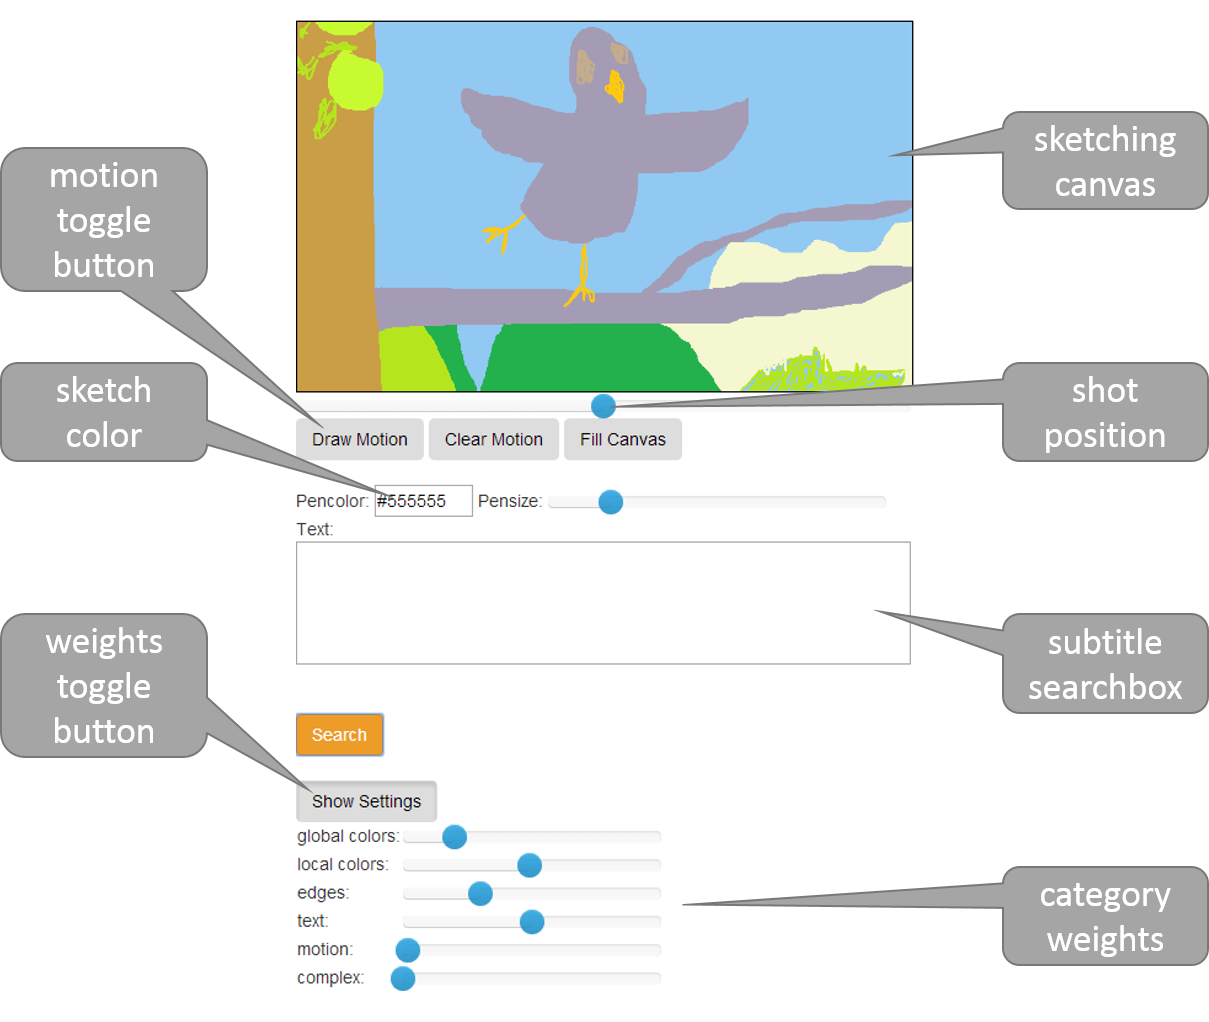 sketching
canvas
motion
toggle
button
sketch
color
shot
position
Draw Motion Clear Motion Fill Canvas
Pencolor: #555555 Pensize:
Text:
subtitle
searchbox
weights
toggle
button
Search
Show Settings
global colors:
local colors:
edges:
text:
motion:
complex:
category
weights